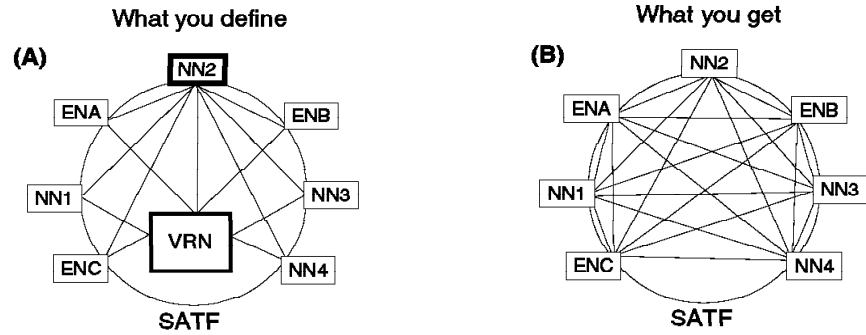 What you define
(A)
NN2
ENA
ENB
NN1
NN3
VRN
ENC
NN4
SATF
What you get
(B)
NN2
ENA
ENB
NN1
NN3
ENC
NN4
SATF